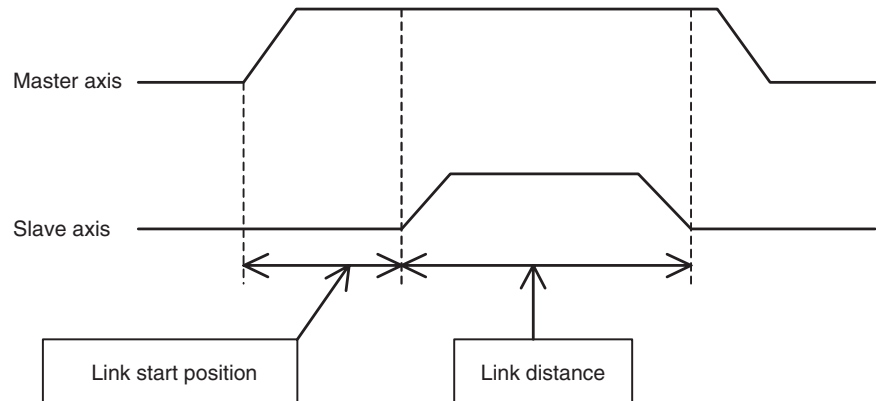 Master axis
Slave axis
Link start position
Link distance